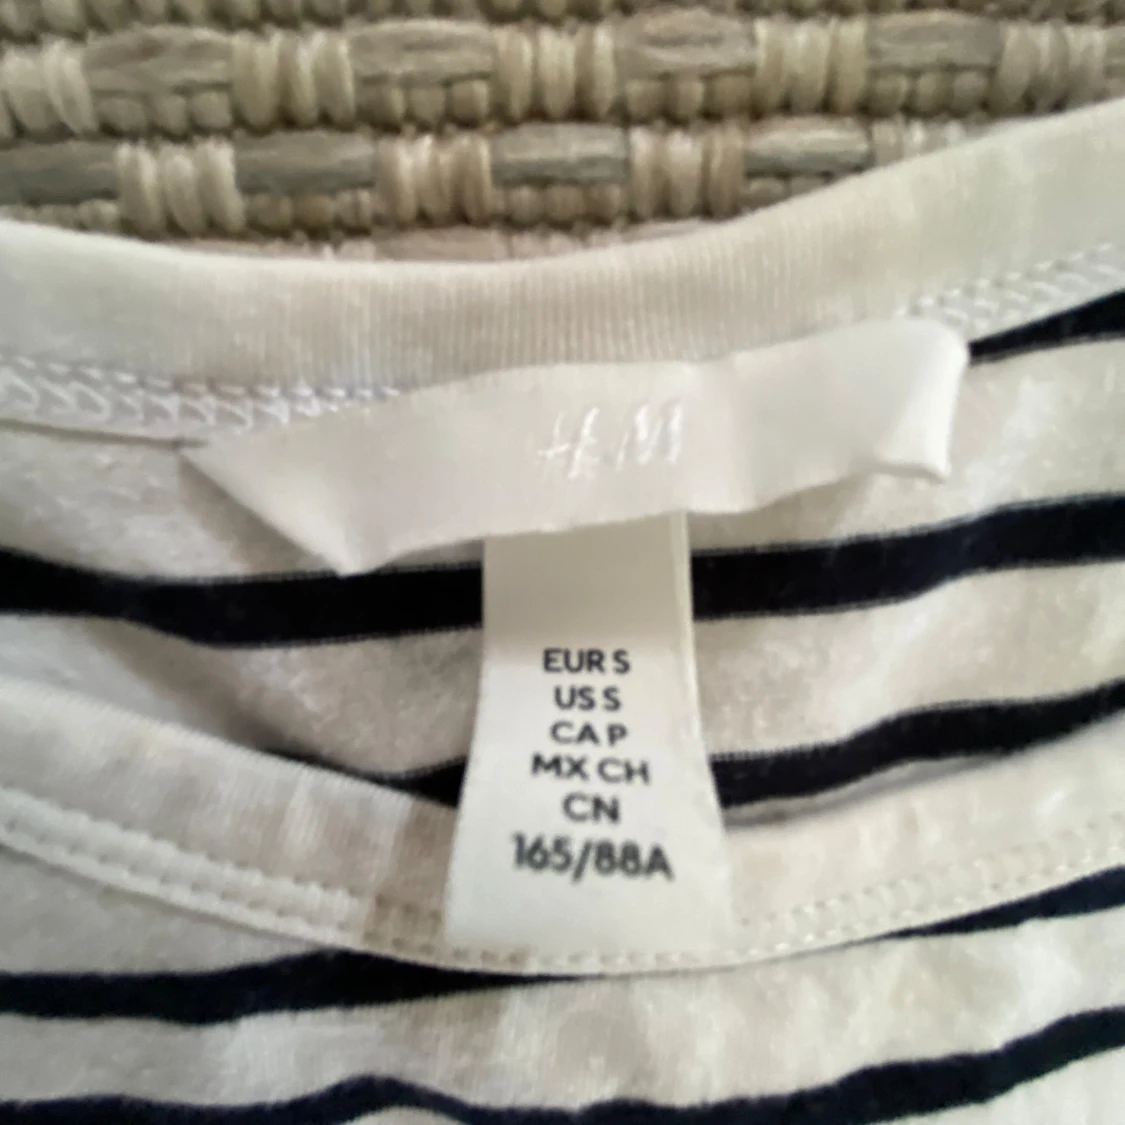 H&M
EUR S
US S
CA P
MX CH
CN
165/88A